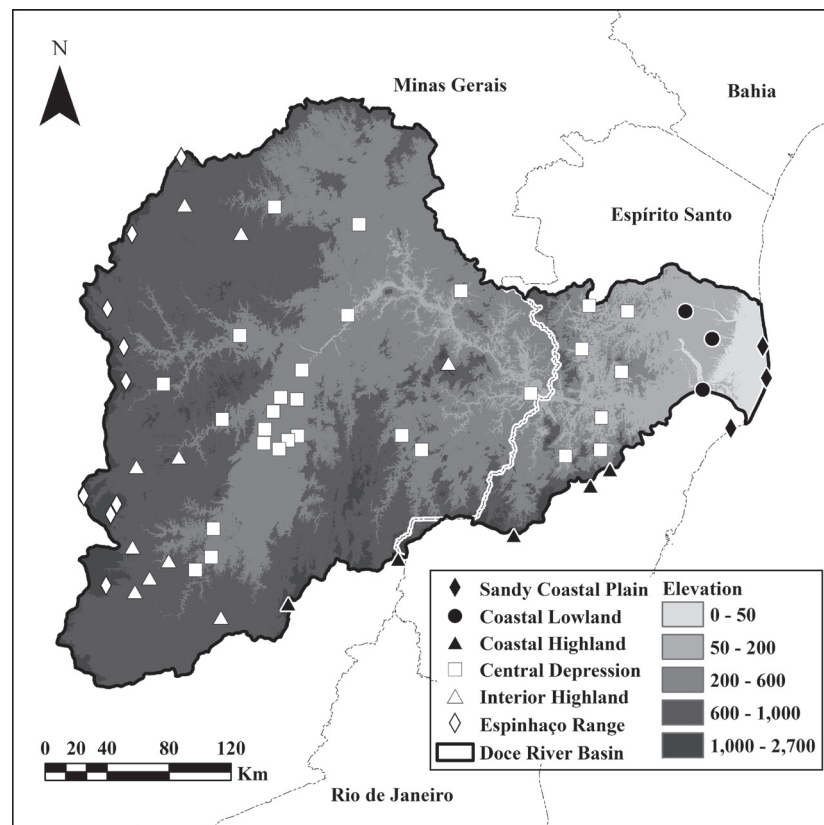 N
Minas Gerais
Bahia
Espírito Santo
Sandy Coastal Plain
Coastal Lowland
Coastal Highland
Central Depression
Interior Highland
Espinhaço Range
Doce River Basin
Elevation
0 - 50
50 - 200
200 - 600
600 - 1,000
1,000 - 2,700
0 20 40 80 120
Km
Rio de Janeiro